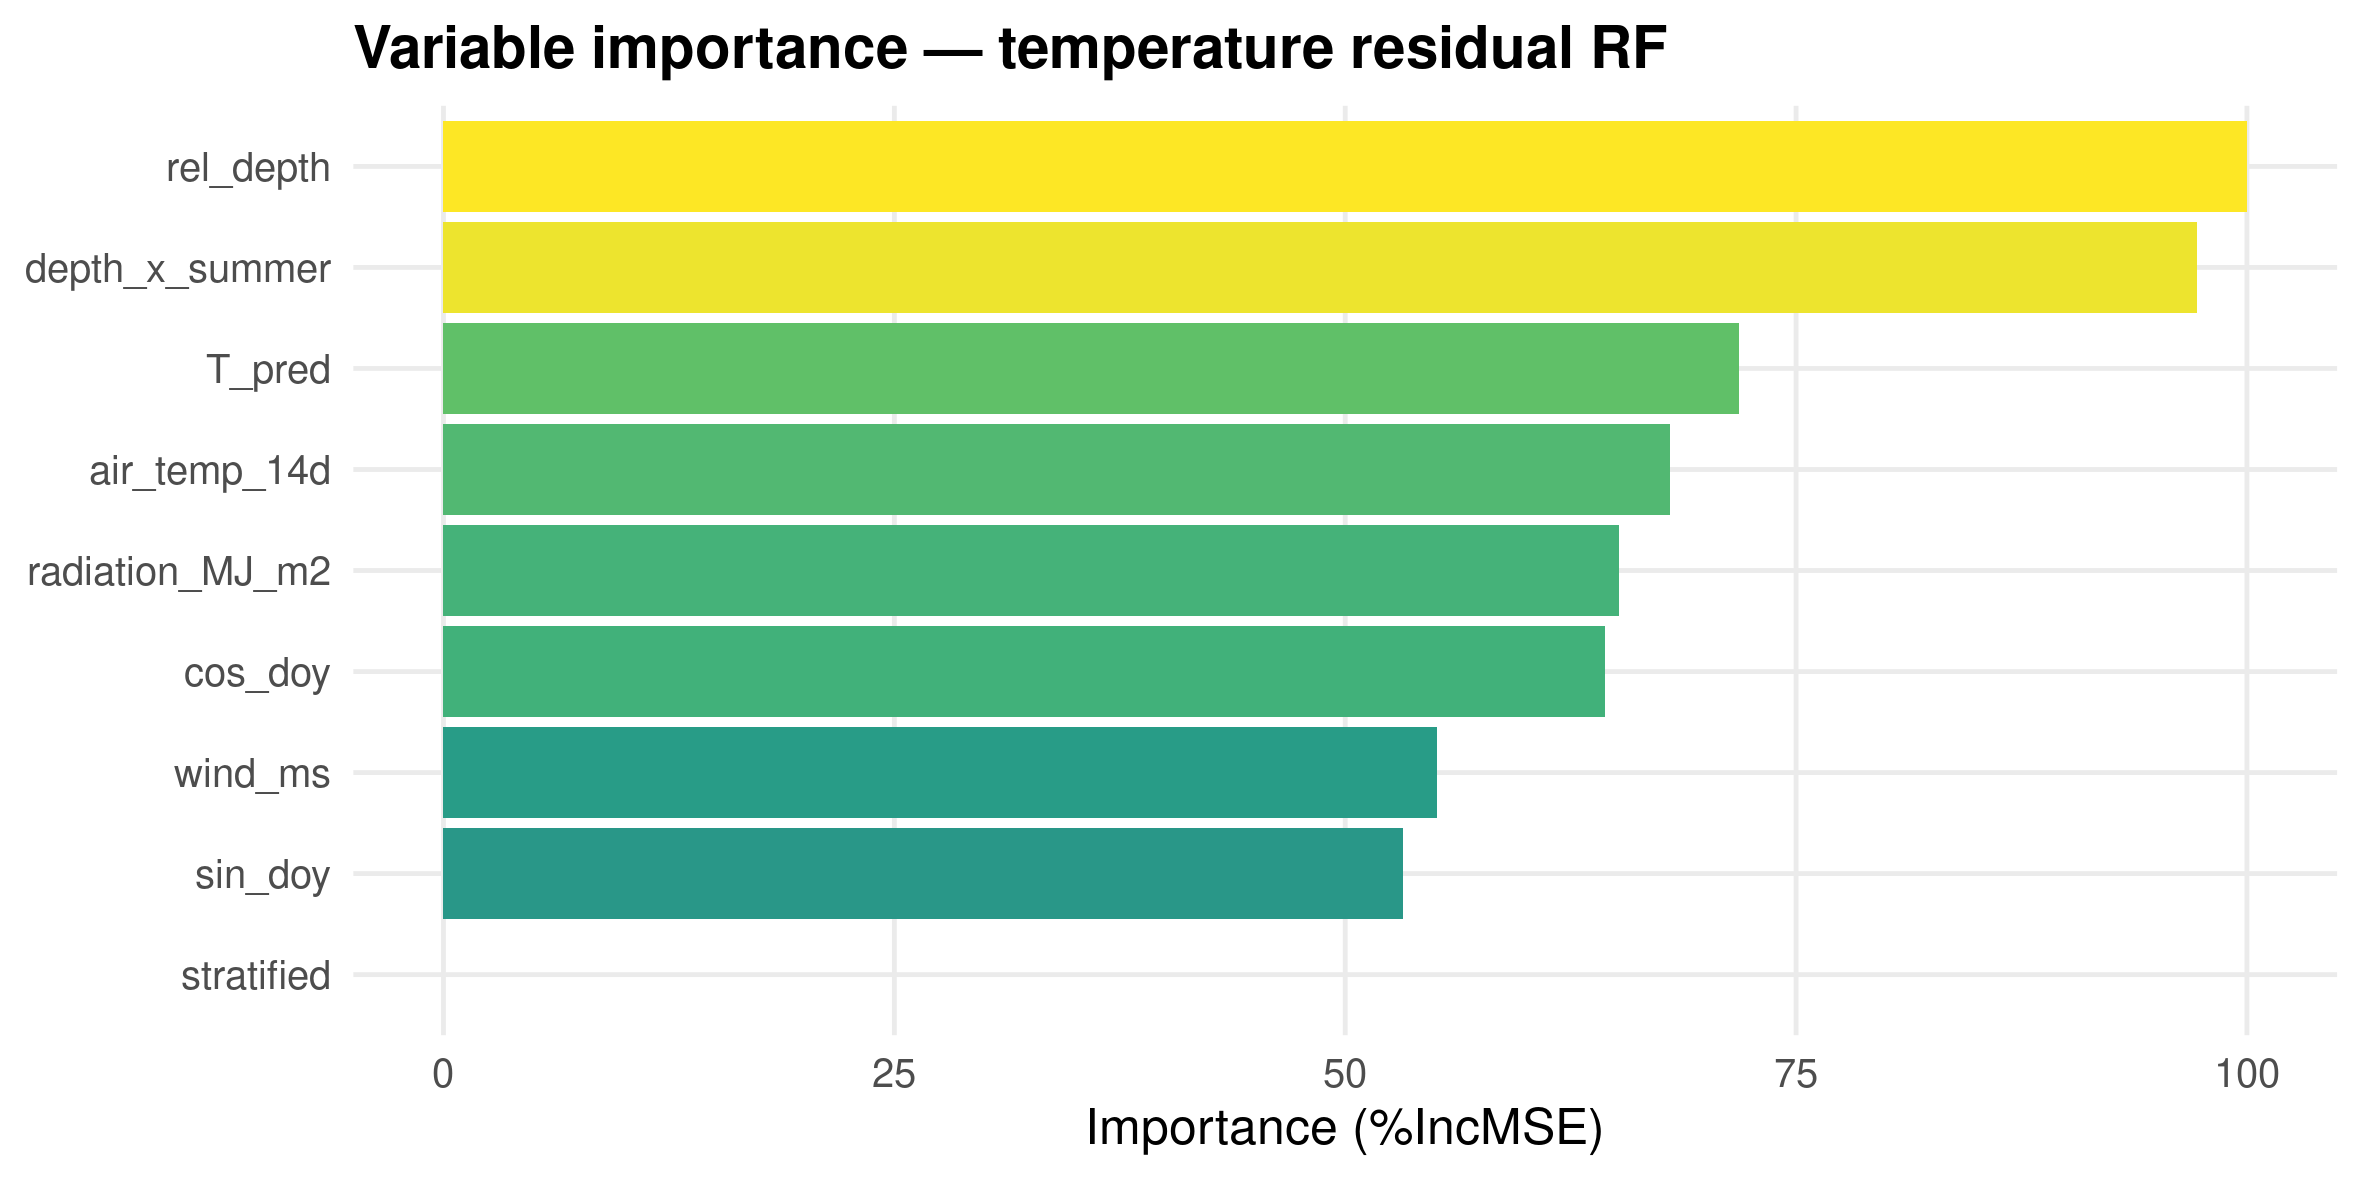 Variable importance — temperature residual RF
rel_depth
depth_x_summer
T_pred
air_temp_14d
radiation_MJ_m2
cos_doy
wind_ms
sin_doy
stratified
0 25 50 75 100
Importance (%IncMSE)